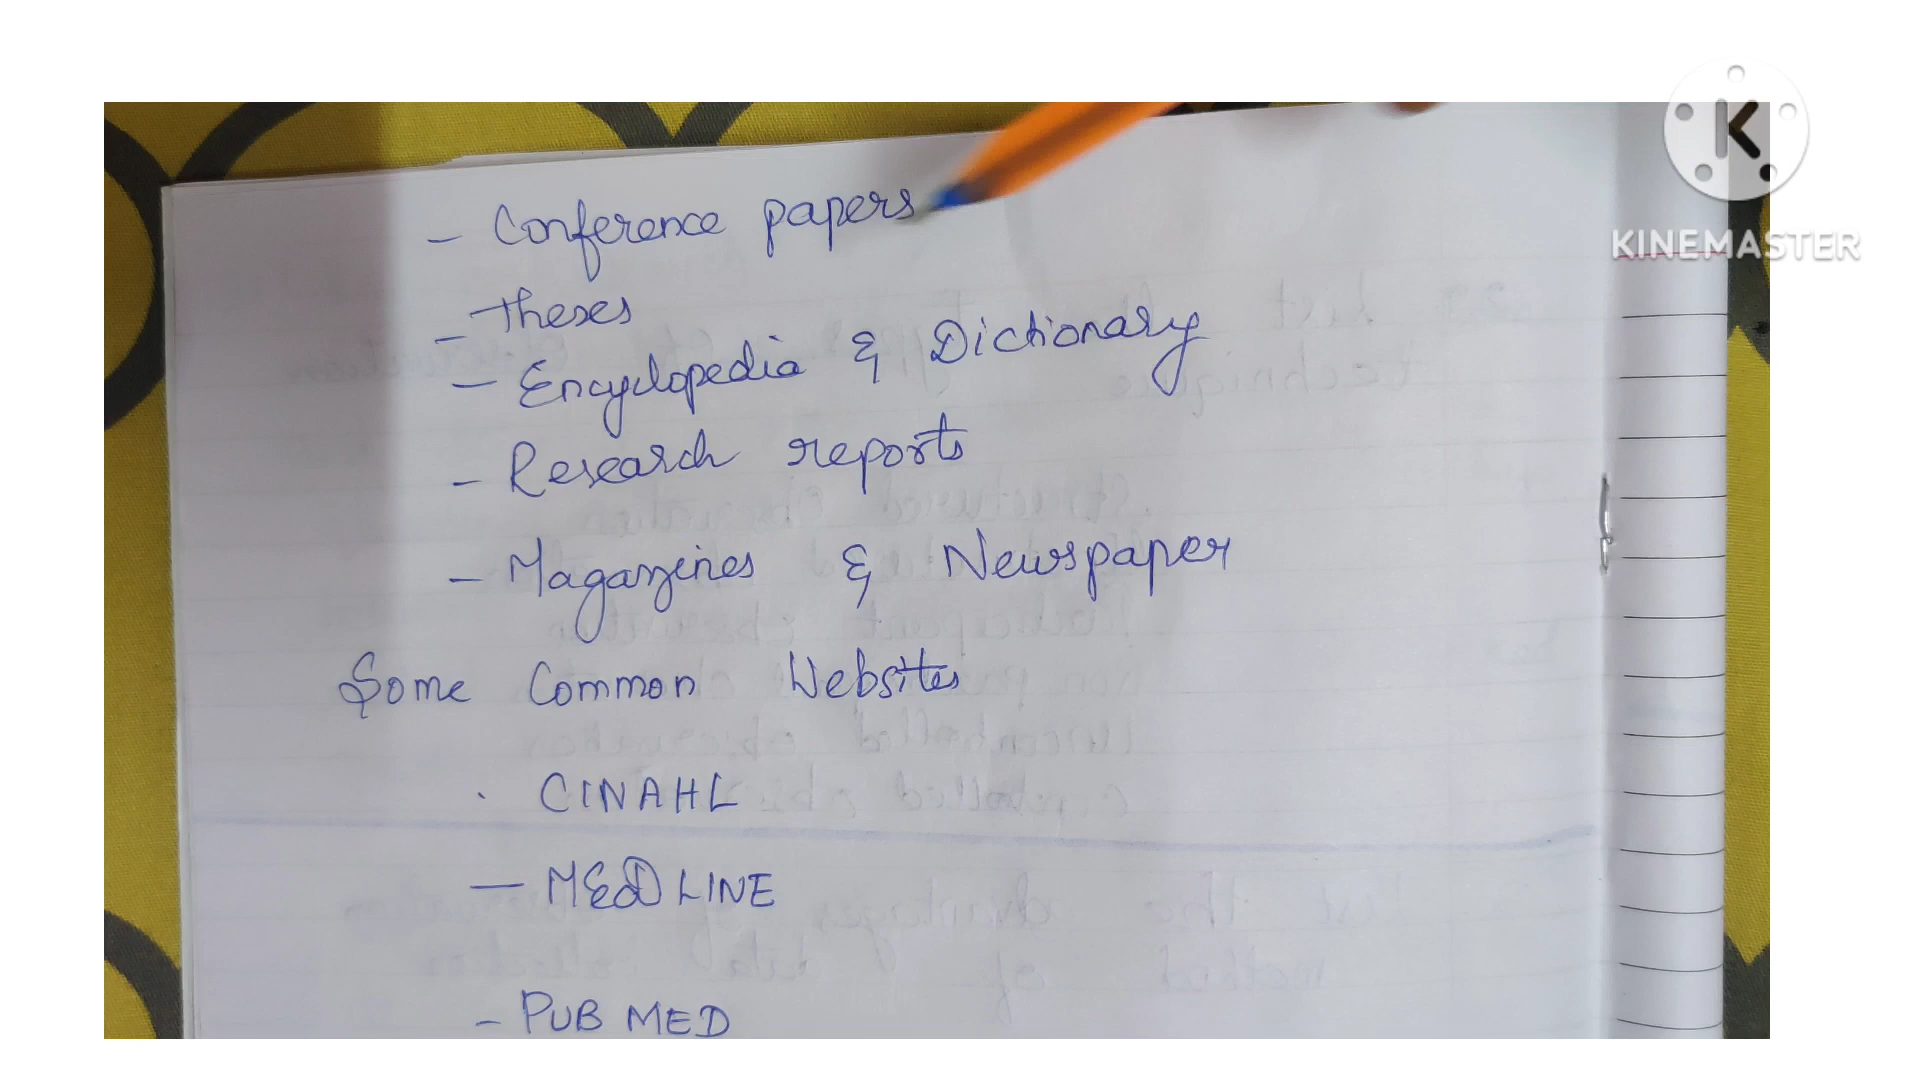 - Conference papers
- Theses
- Encyclopedia & Dictionary
- Research reports
- Magazines & Newspaper
Some Common Websites
. CINAHL
- MEDLINE
- PUB MED
KINEMASTER